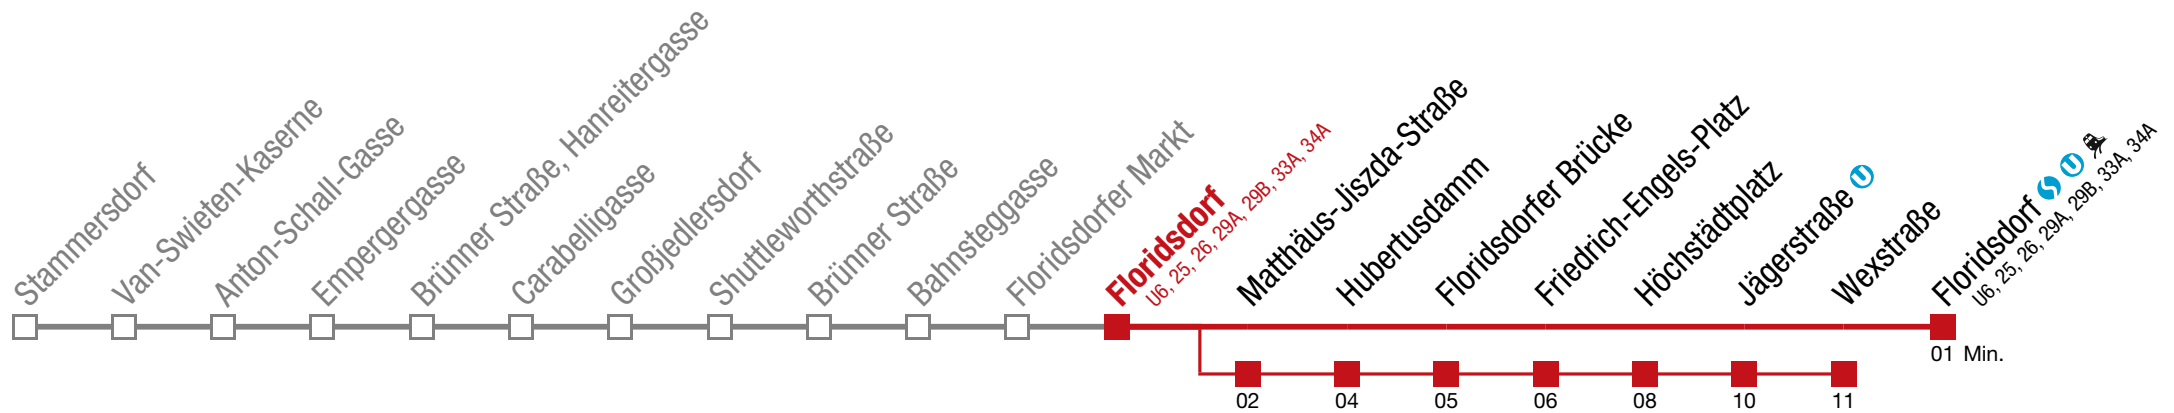 Stammersdorf
Van-Swieten-Kaserne
Anton-Schall-Gasse
Empergergasse
Brünner Straße, Hanreitergasse
Carabelligasse
Großjedlersdorf
Shuttleworthstraße
Brünner Straße
Bahnsteggasse
Floridsdorfer Markt
Floridsdorf
U6, 25, 26, 29A, 29B, 33A, 34A
Matthäus-Jiszda-Straße
Hubertusdamm
Floridsdorfer Brücke
Friedrich-Engels-Platz
Höchstädtplatz
Jägerstraße U
Wexstraße
Floridsdorf S U
U6, 25, 26, 29A, 29B, 33A, 34A
01 Min.
02 04 05 06 08 10 11